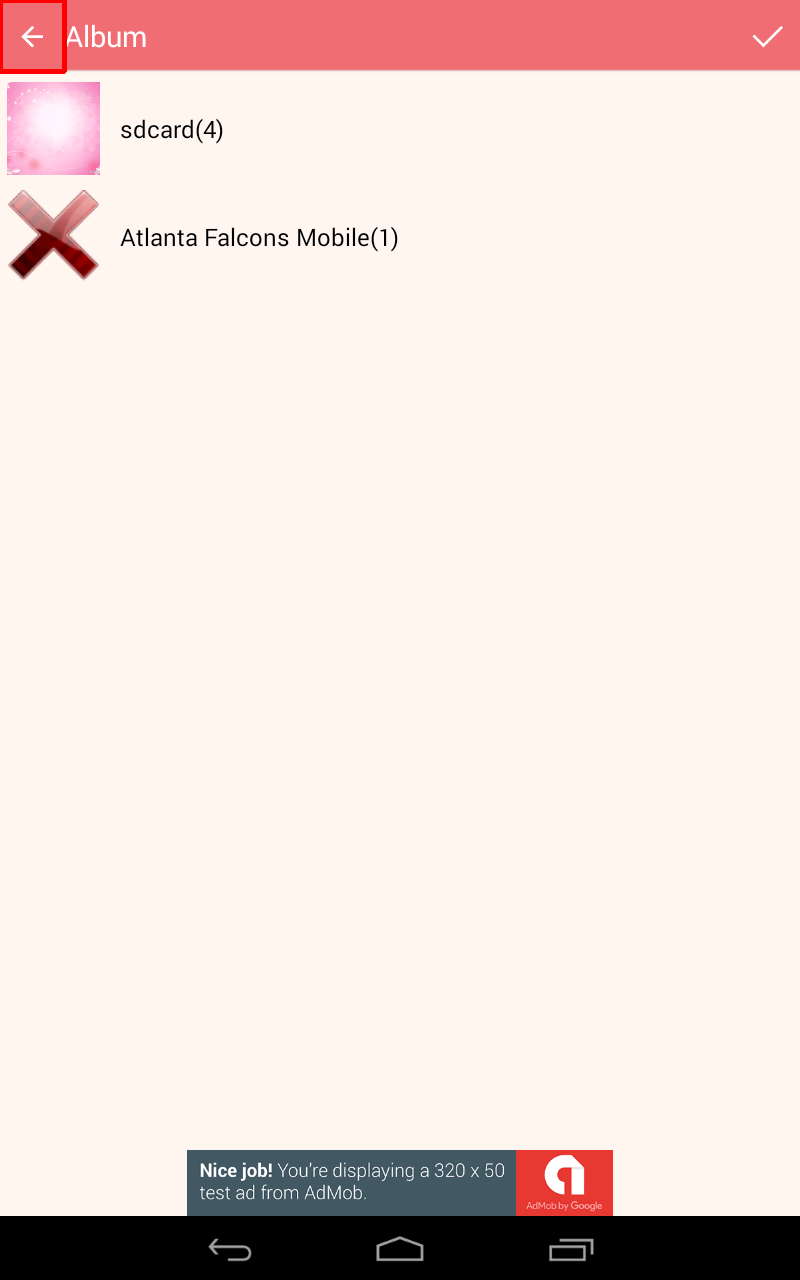 Album
sdcard(4)
Atlanta Falcons Mobile(1)
Nice job! You're displaying a 320 x 50
test ad from AdMob.
AdMob by Google